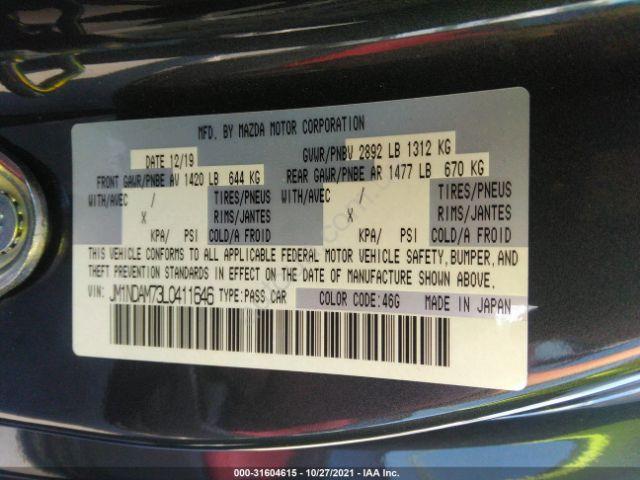 MFD. BY MAZDA MOTOR CORPORATION
DATE 12/19 GVWR/PNBV 2892 LB 1312 KG
FRONT GAWR/PNBE AV 1420 LB 644 KG REAR GAWR/PNBE AR 1477 LB 670 KG
WITH/AVEC / TIRES/PNEUS WITH/AVEC / TIRES/PNEUS
X RIMS/JANTES X RIMS/JANTES
KPA/ PSI COLD/A FROID KPA/ PSI COLD/A FROID
THIS VEHICLE CONFORMS TO ALL APPLICABLE FEDERAL MOTOR VEHICLE SAFETY, BUMPER, AND
THEFT PREVENTION STANDARDS IN EFFECT ON THE DATE OF MANUFACTURE SHOWN ABOVE.
VIN: JM1NDAM73L0411646 TYPE:PASS CAR COLOR CODE:46G MADE IN JAPAN
000-31604615 - 10/27/2021 - IAA Inc.